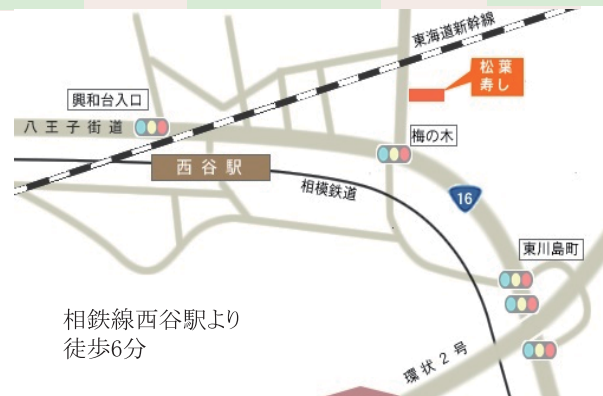 東海道新幹線
松葉
寿し
興和台入口
八王子街道
梅の木
西谷駅
相模鉄道
16
東川島町
相鉄線西谷駅より
徒歩6分
環状2号